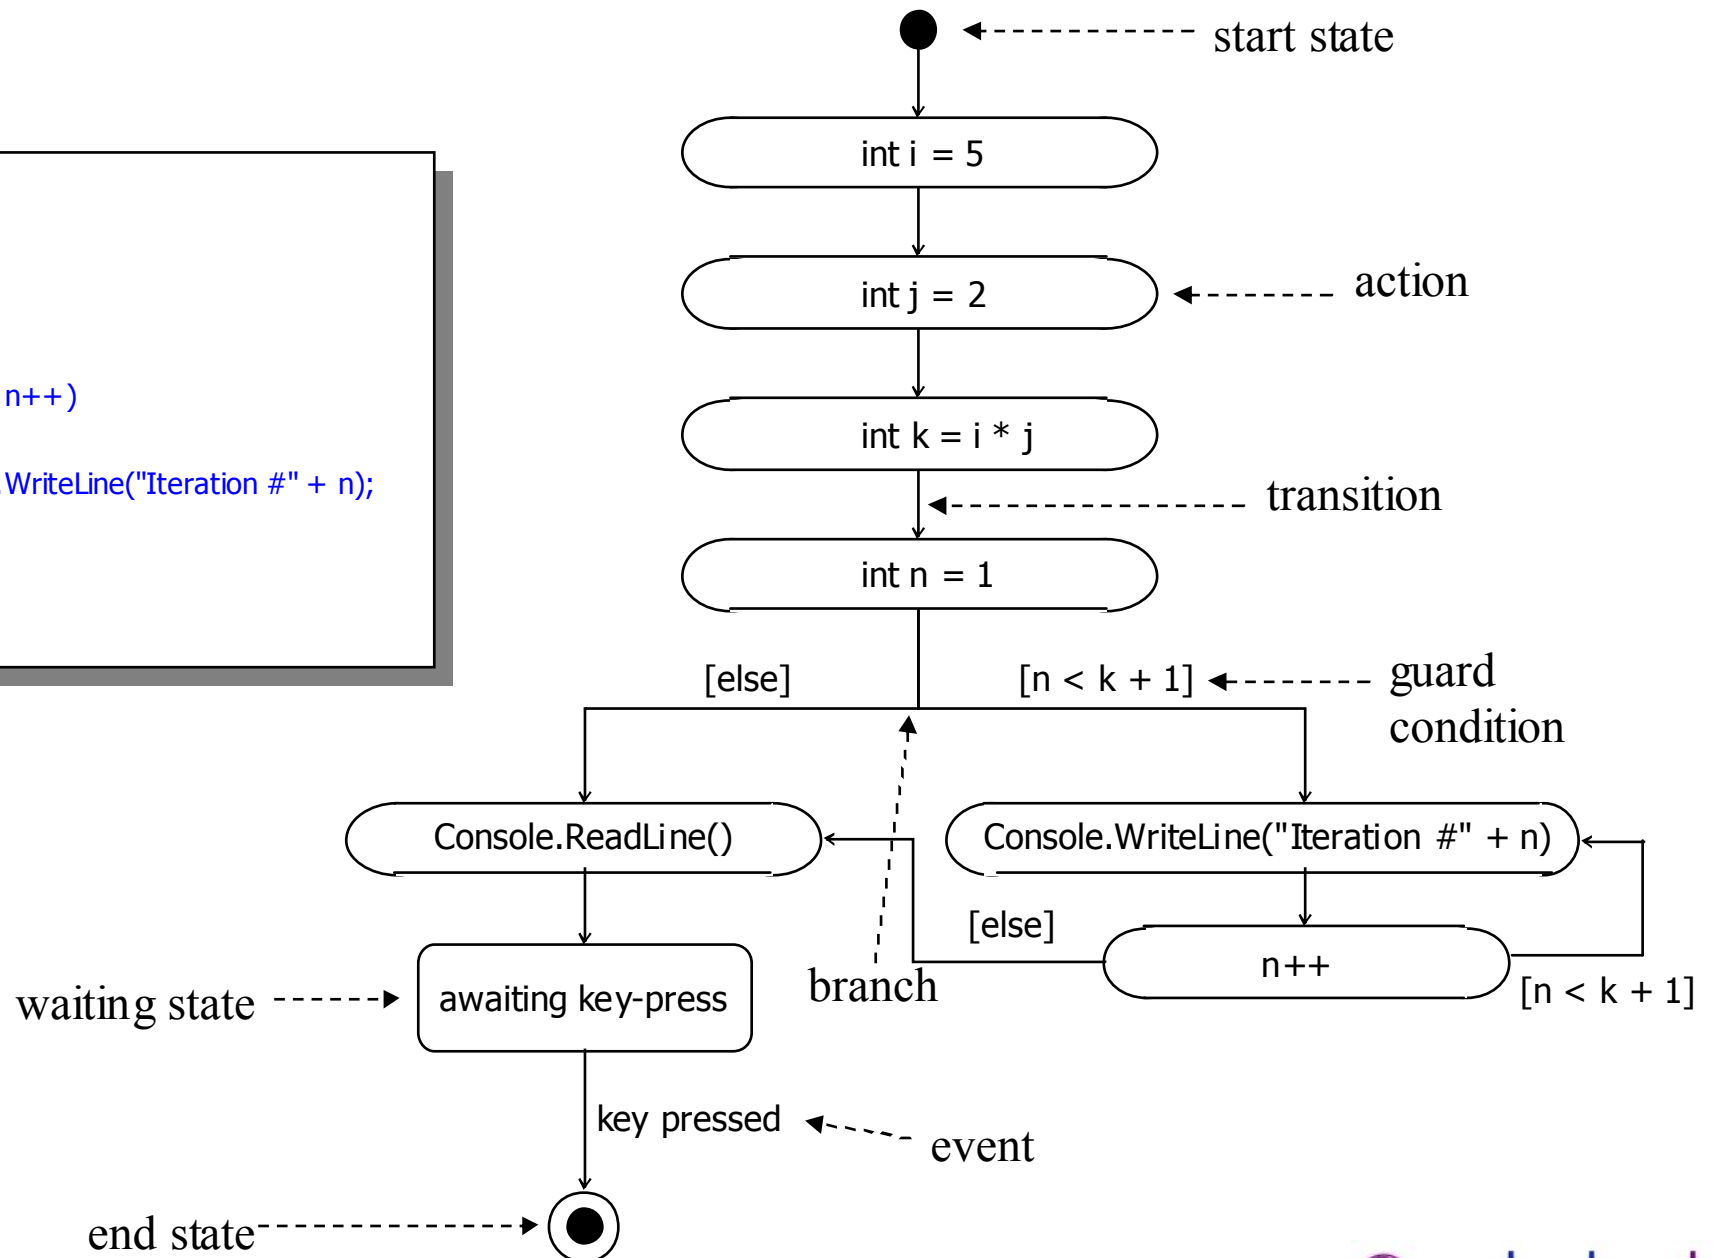 start state
int i = 5
int j = 2
action
n++)
int k = i * j
WriteLine("Iteration #" + n);
transition
int n = 1
[else]
[n < k + 1]
guard
condition
Console.ReadLine()
Console.WriteLine("Iteration #" + n)
[else]
n++
[n < k + 1]
branch
waiting state
awaiting key-press
key pressed
event
end state